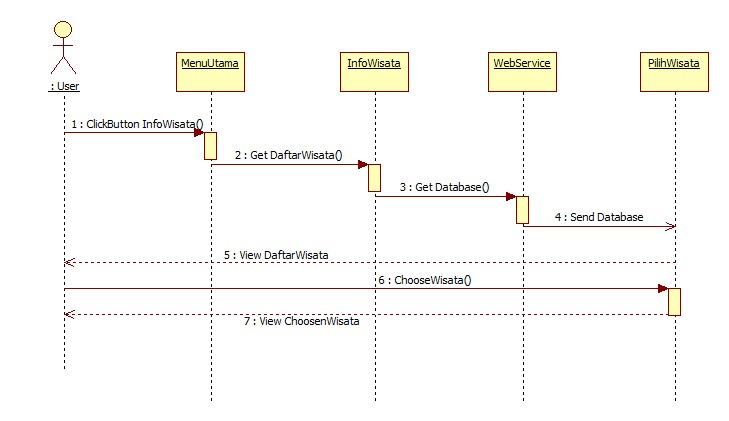 MenuUtama
InfoWisata
WebService
PilihWisata
: User
1 : ClickButton InfoWisata()
2 : Get DaftarWisata()
3 : Get Database()
4 : Send Database
5 : View DaftarWisata
6 : ChooseWisata()
7 : View ChoosenWisata